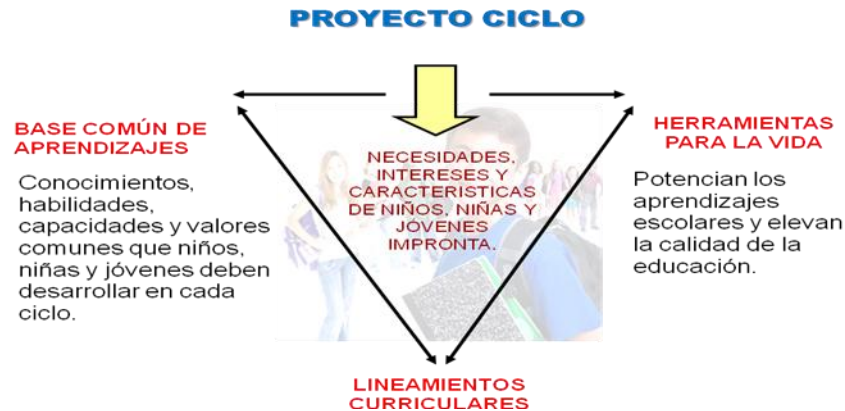 PROYECTO CICLO
BASE COMÚN DE
APRENDIZAJES
Conocimientos,
habilidades,
capacidades y valores
comunes que niños,
niñas y jóvenes deben
desarrollar en cada
ciclo.
NECESIDADES,
INTERESES Y
CARACTERISTICAS
DE NIÑOS, NIÑAS Y
JÓVENES
IMPRONTA.
HERRAMIENTAS
PARA LA VIDA
Potencian los
aprendizajes
escolares y elevan
la calidad de la
educación.
LINEAMIENTOS
CURRICULARES